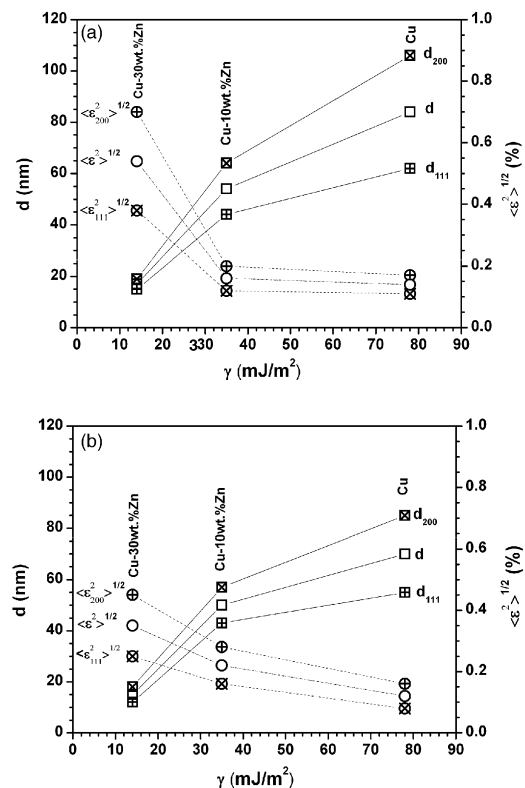 (a)
Cu-30wt.%Zn
Cu-10wt.%Zn
Cu
d (nm)
120
100
80
60
40
20
0
<ε²₂₀₀>¹/²
<ε²>¹/²
<ε²₁₁₁>¹/²
d₂₀₀
d
d₁₁₁
1.0
0.8
0.6
0.4
0.2
0.0
<ε²>¹/² (%)
0 10 20 330 40 50 60 70 80 90
γ (mJ/m²)
(b)
Cu-30wt.%Zn
Cu-10wt.%Zn
Cu
d (nm)
120
100
80
60
40
20
0
<ε²₂₀₀>¹/²
<ε²>¹/²
<ε²₁₁₁>¹/²
d₂₀₀
d
d₁₁₁
1.0
0.8
0.6
0.4
0.2
0.0
<ε²>¹/² (%)
0 10 20 30 40 50 60 70 80 90
γ (mJ/m²)